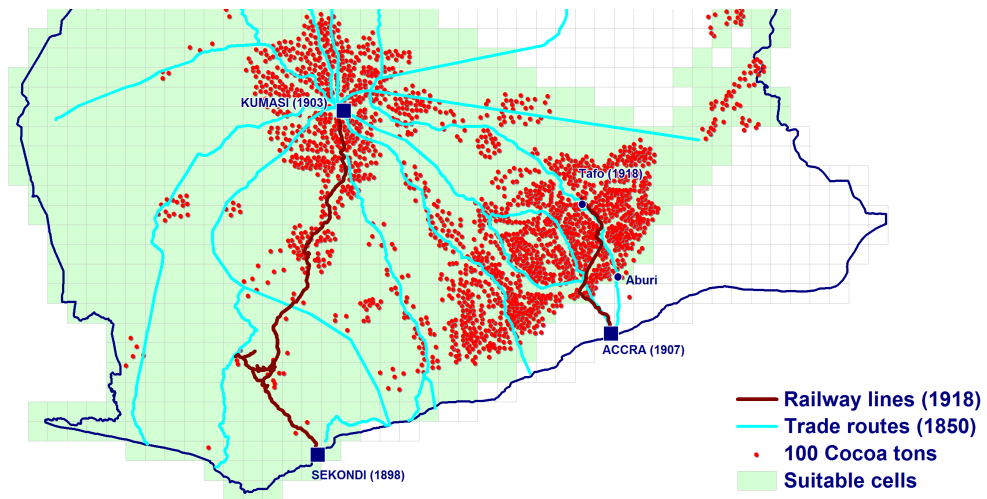 KUMASI (1903)
Tafo (1918)
Aburi
ACCRA (1907)
SEKONDI (1898)
Railway lines (1918)
Trade routes (1850)
100 Cocoa tons
Suitable cells